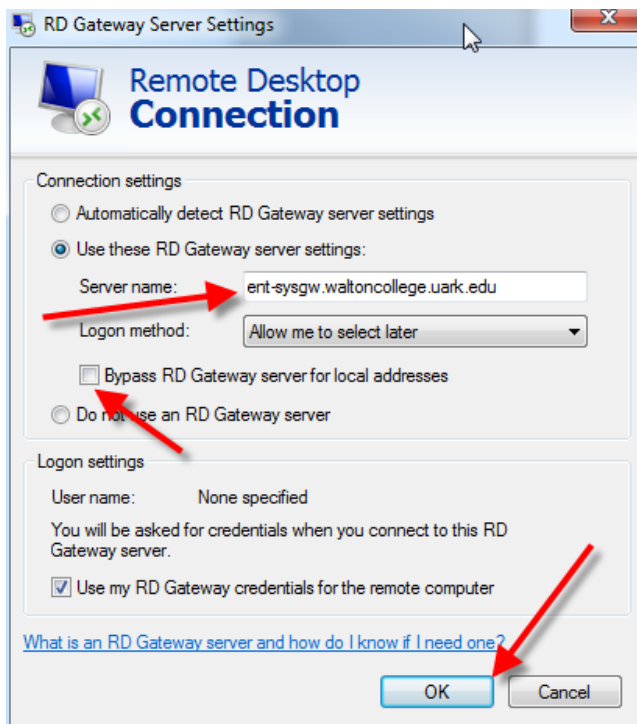 RD Gateway Server Settings
Remote Desktop
Connection
Connection settings
Automatically detect RD Gateway server settings
Use these RD Gateway server settings:
Server name: ent-sysgw.waltoncollege.uark.edu
Logon method: Allow me to select later
Bypass RD Gateway server for local addresses
Do not use an RD Gateway server
Logon settings
User name: None specified
You will be asked for credentials when you connect to this RD
Gateway server.
Use my RD Gateway credentials for the remote computer
What is an RD Gateway server and how do I know if I need one?
OK Cancel